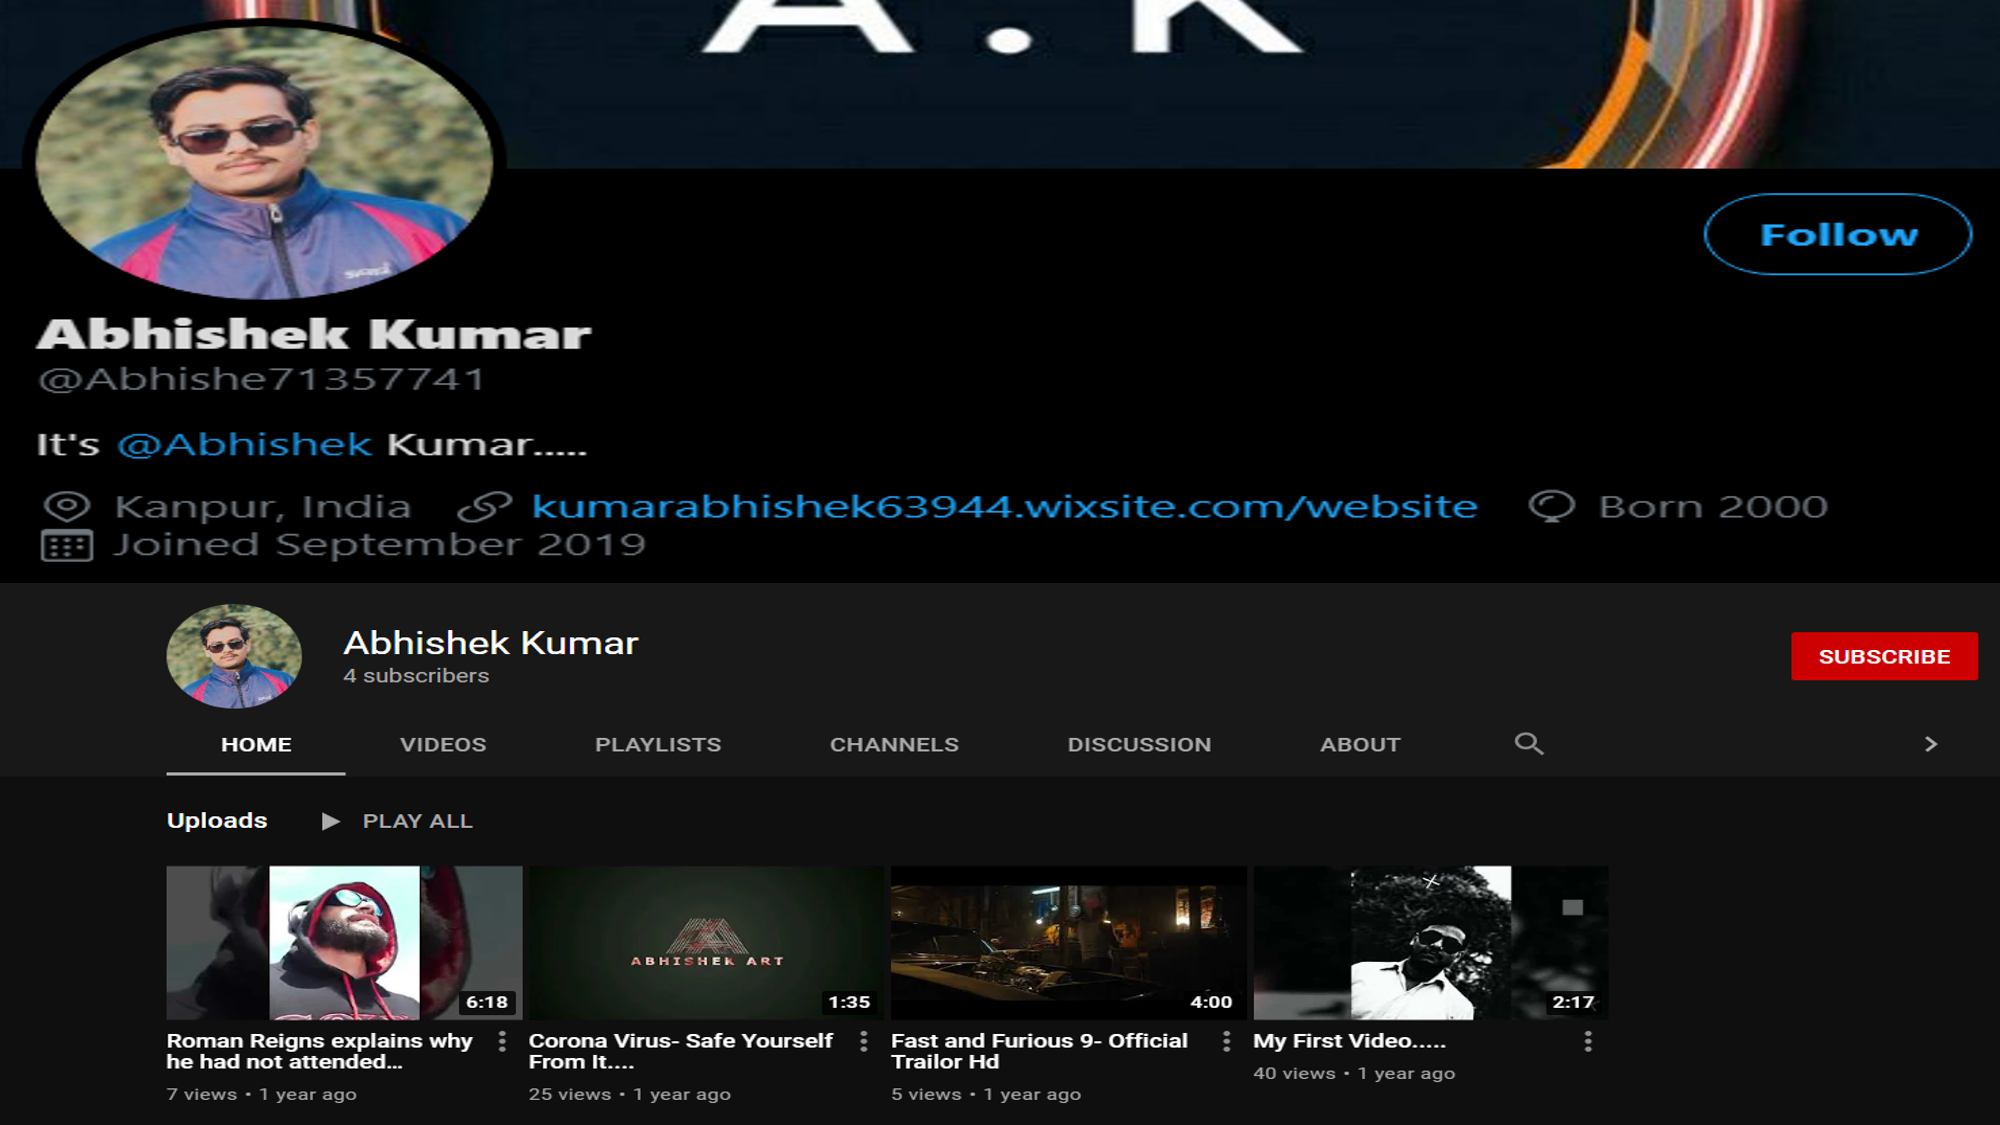 A.K
Abhishek Kumar
@Abhishe71357741
Follow
It's @Abhishek Kumar.....
Kanpur, India kumarabhishek63944.wixsite.com/website Born 2000
Joined September 2019
Abhishek Kumar
4 subscribers
SUBSCRIBE
HOME VIDEOS PLAYLISTS CHANNELS DISCUSSION ABOUT
Uploads PLAY ALL
ABHISHEK ART
6:18 1:35 4:00 2:17
Roman Reigns explains why
he had not attended...
7 views • 1 year ago
Corona Virus- Safe Yourself
From It....
25 views • 1 year ago
Fast and Furious 9- Official
Trailor Hd
5 views • 1 year ago
My First Video.....
40 views • 1 year ago